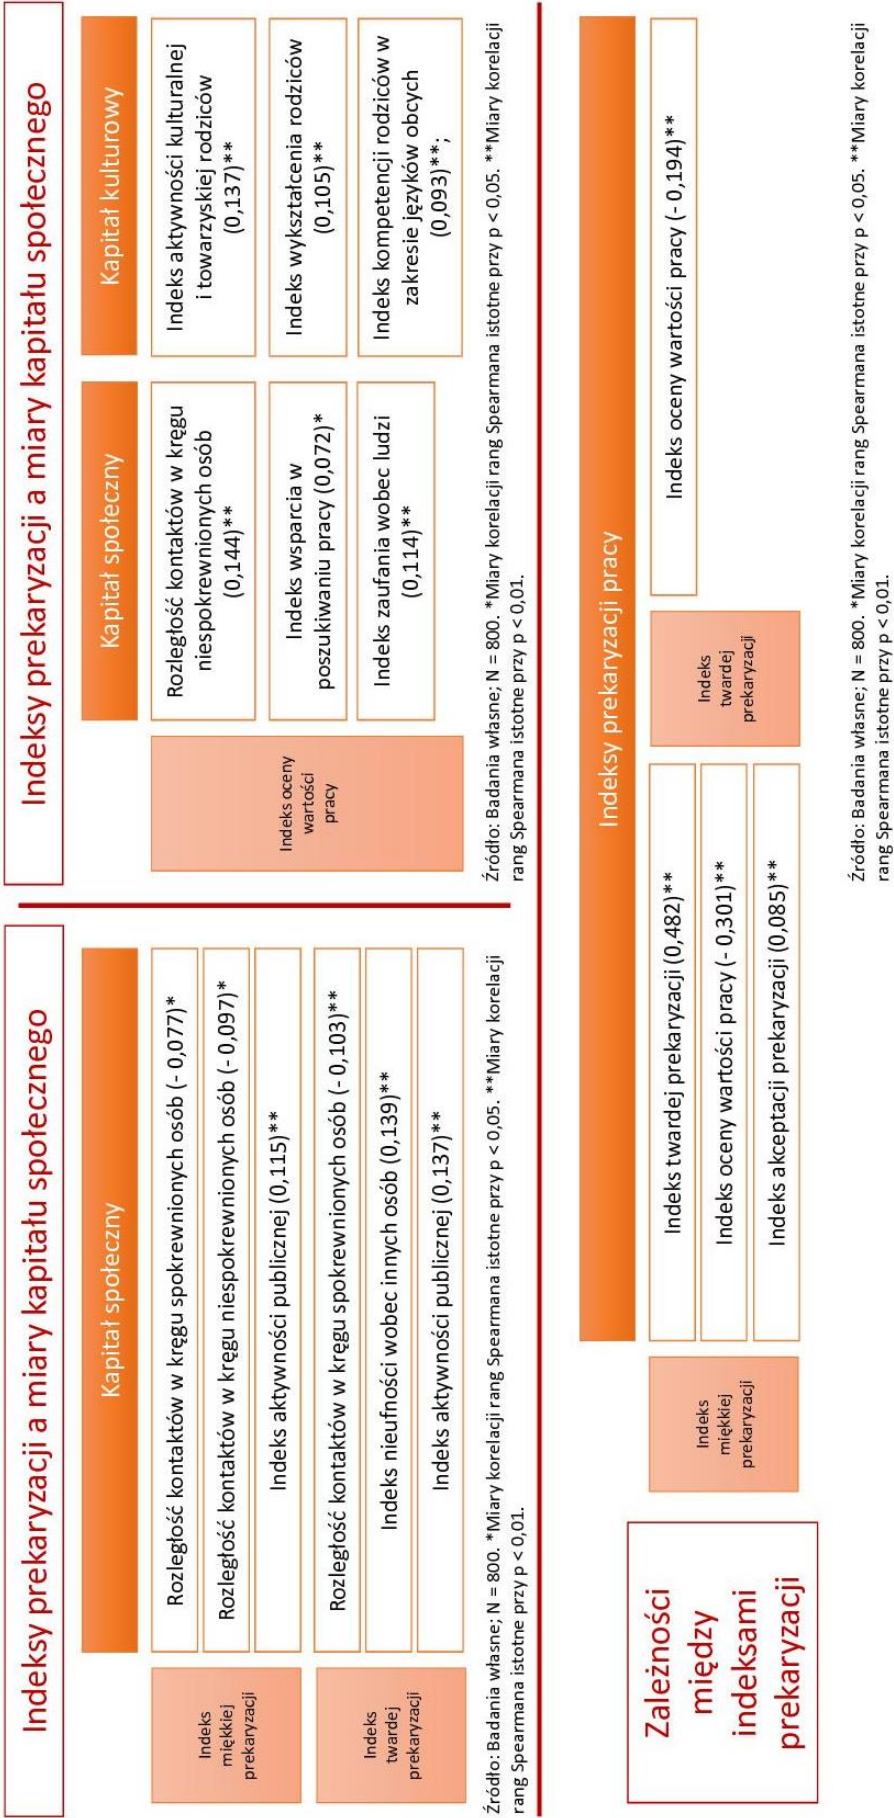 Indeksy prekaryzacji a miary kapitału społecznego
Kapitał społeczny
Indeks
miękkiej
prekaryzacji
Rozległość kontaktów w kręgu spokrewnionych osób (- 0,077)*
Rozległość kontaktów w kręgu niespokrewnionych osób (- 0,097)*
Indeks aktywności publicznej (0,115)**
Indeks
twardej
prekaryzacji
Rozległość kontaktów w kręgu spokrewnionych osób (- 0,103)**
Indeks nieufności wobec innych osób (0,139)**
Indeks aktywności publicznej (0,137)**
Źródło: Badania własne; N = 800. *Miary korelacji rang Spearmana istotne przy p < 0,05. **Miary korelacji
rang Spearmana istotne przy p < 0,01.
Indeksy prekaryzacji a miary kapitału społecznego
Kapitał społeczny
Kapitał kulturowy
Indeks oceny
wartości
pracy
Rozległość kontaktów w kręgu
niespokrewnionych osób
(0,144)**
Indeks wsparcia w
poszukiwaniu pracy (0,072)*
Indeks zaufania wobec ludzi
(0,114)**
Indeks aktywności kulturalnej
i towarzyskiej rodziców
(0,137)**
Indeks wykształcenia rodziców
(0,105)**
Indeks kompetencji rodziców w
zakresie języków obcych
(0,093)**;
Źródło: Badania własne; N = 800. *Miary korelacji rang Spearmana istotne przy p < 0,05. **Miary korelacji
rang Spearmana istotne przy p < 0,01.
Zależności
między
indeksami
prekaryzacji
Indeksy prekaryzacji pracy
Indeks
miękkiej
prekaryzacji
Indeks twardej prekaryzacji (0,482)**
Indeks oceny wartości pracy (- 0,301)**
Indeks akceptacji prekaryzacji (0,085)**
Indeks
twardej
prekaryzacji
Indeks oceny wartości pracy (- 0,194)**
Źródło: Badania własne; N = 800. *Miary korelacji rang Spearmana istotne przy p < 0,05. **Miary korelacji
rang Spearmana istotne przy p < 0,01.